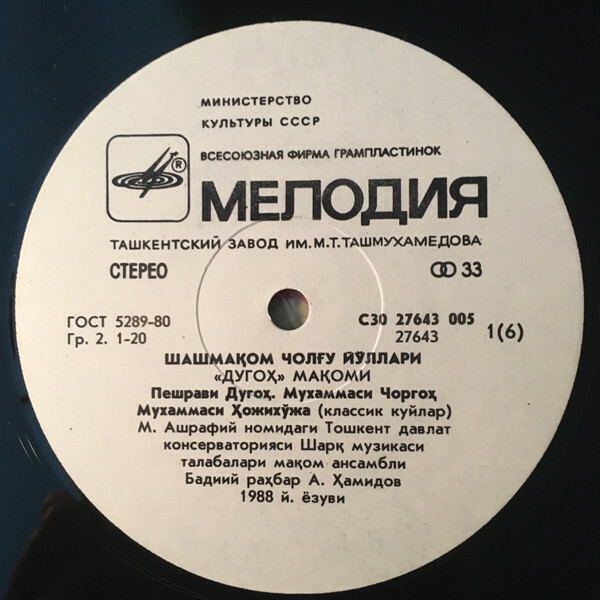 МИНИСТЕРСТВО
КУЛЬТУРЫ СССР
ВСЕСОЮЗНАЯ ФИРМА ГРАМПЛАСТИНОК
®
МЕЛОДИЯ
ТАШКЕНТСКИЙ ЗАВОД ИМ. М.Т.ТАШМУХАМЕДОВА
СТЕРЕО 33
ГОСТ 5289-80 С30 27643 005
Гр. 2. 1-20 27643 1(6)
ШАШМАҚОМ ЧОЛҒУ ЙЎЛЛАРИ
«ДУГОҲ» МАҚОМИ
Пешрави Дугоҳ. Мухаммаси Чоргоҳ
Мухаммаси Ҳожихўжа (классик куйлар)
М. Ашрафий номидаги Тошкент давлат
консерваторияси Шарқ музикаси
талабалари мақом ансамбли
Бадиий раҳбар А. Ҳамидов
1988 й. ёзуви